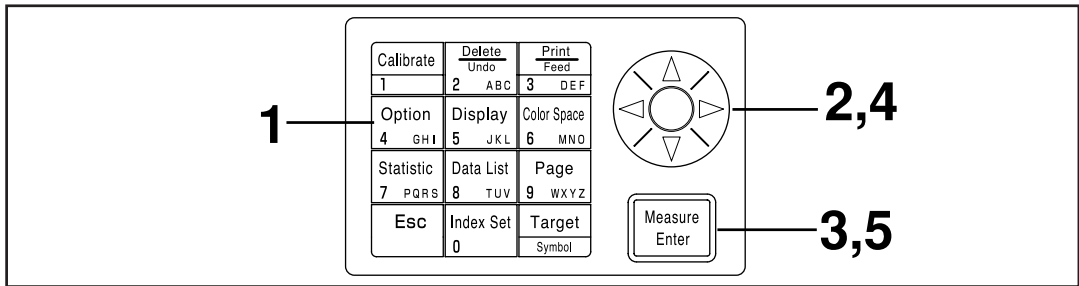 Calibrate
1
Delete
Undo
2 ABC
Print
Feed
3 DEF
1
Option
4 GHI
Display
5 JKL
Color Space
6 MNO
2,4
Statistic
7 PQRS
Data List
8 TUV
Page
9 WXYZ
Esc
Index Set
0
Target
Symbol
Measure
Enter
3,5